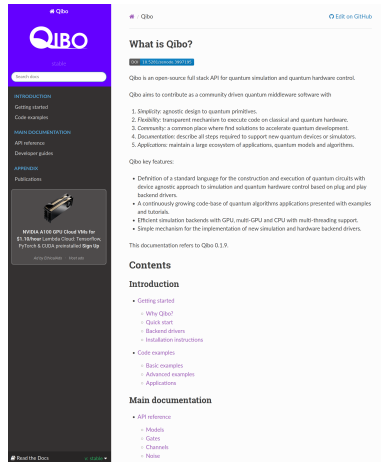 Qibo
QIBO
stable
Search docs
INTRODUCTION
Getting started
Code examples
MAIN DOCUMENTATION
API reference
Developer guides
APPENDIX
Publications
NVIDIA A100 GPU Cloud VMs for
$1.10/hour Lambda Cloud: TensorFlow,
PyTorch & CUDA preinstalled Sign Up
Read the Docs
v: stable
/ Qibo
Edit on GitHub
What is Qibo?
DOI 10.5281/zenodo.3997195
Qibo is an open-source full stack API for quantum simulation and quantum hardware control.
Qibo aims to contribute as a community driven quantum middleware software with
1. Simplicity: agnostic design to quantum primitives.
2. Flexibility: transparent mechanism to execute code on classical and quantum hardware.
3. Community: a common place where find solutions to accelerate quantum development.
4. Documentation: describe all steps required to support new quantum devices or simulators.
5. Applications: maintain a large ecosystem of applications, quantum models and algorithms.
Qibo key features:
• Definition of a standard language for the construction and execution of quantum circuits with
device agnostic approach to simulation and quantum hardware control based on plug and play
backend drivers.
• A continuously growing code-base of quantum algorithms applications presented with examples
and tutorials.
• Efficient simulation backends with GPU, multi-GPU and CPU with multi-threading support.
• Simple mechanism for the implementation of new simulation and hardware backend drivers.
This documentation refers to Qibo 0.1.9.
Contents
Introduction
• Getting started
◦ Why Qibo?
◦ Quick start
◦ Backend drivers
◦ Installation instructions
• Code examples
◦ Basic examples
◦ Advanced examples
◦ Applications
Main documentation
• API reference
◦ Models
◦ Gates
◦ Channels
◦ Noise